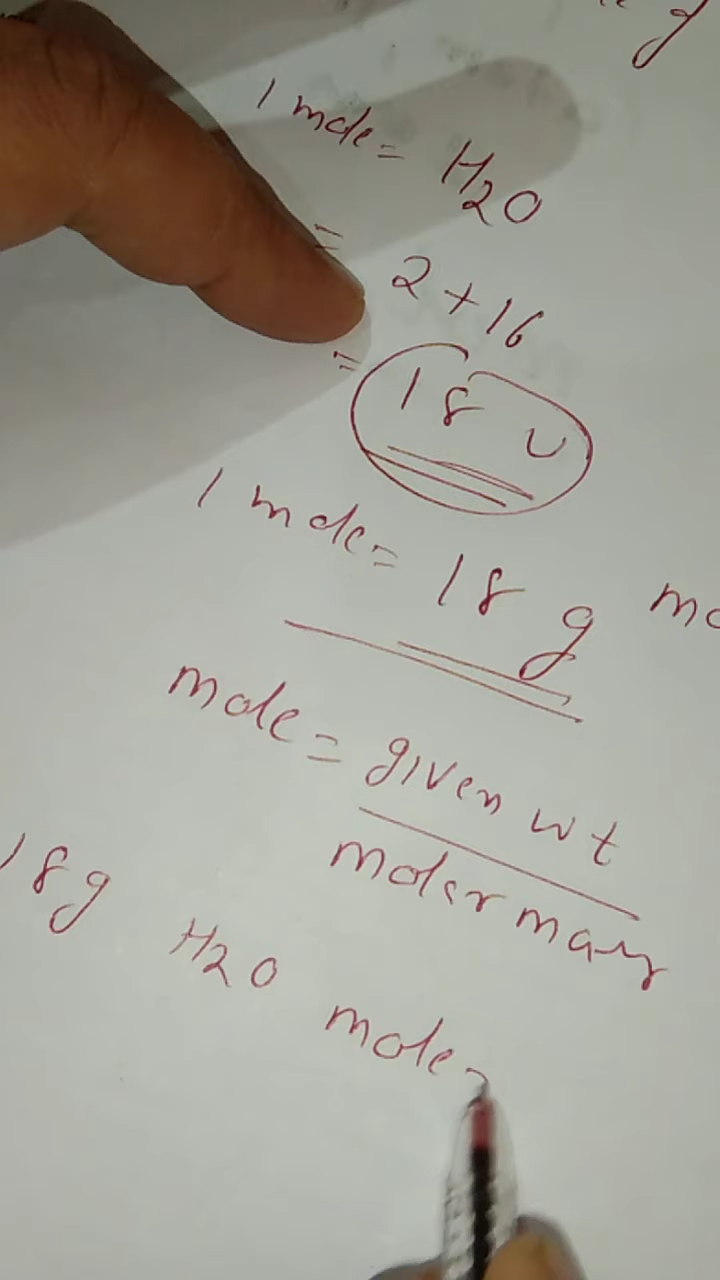 1 mole = H2O
= 2 + 16
= 18 u
1 mole = 18 g
mole = given wt
molar mass
18g H2O mole =